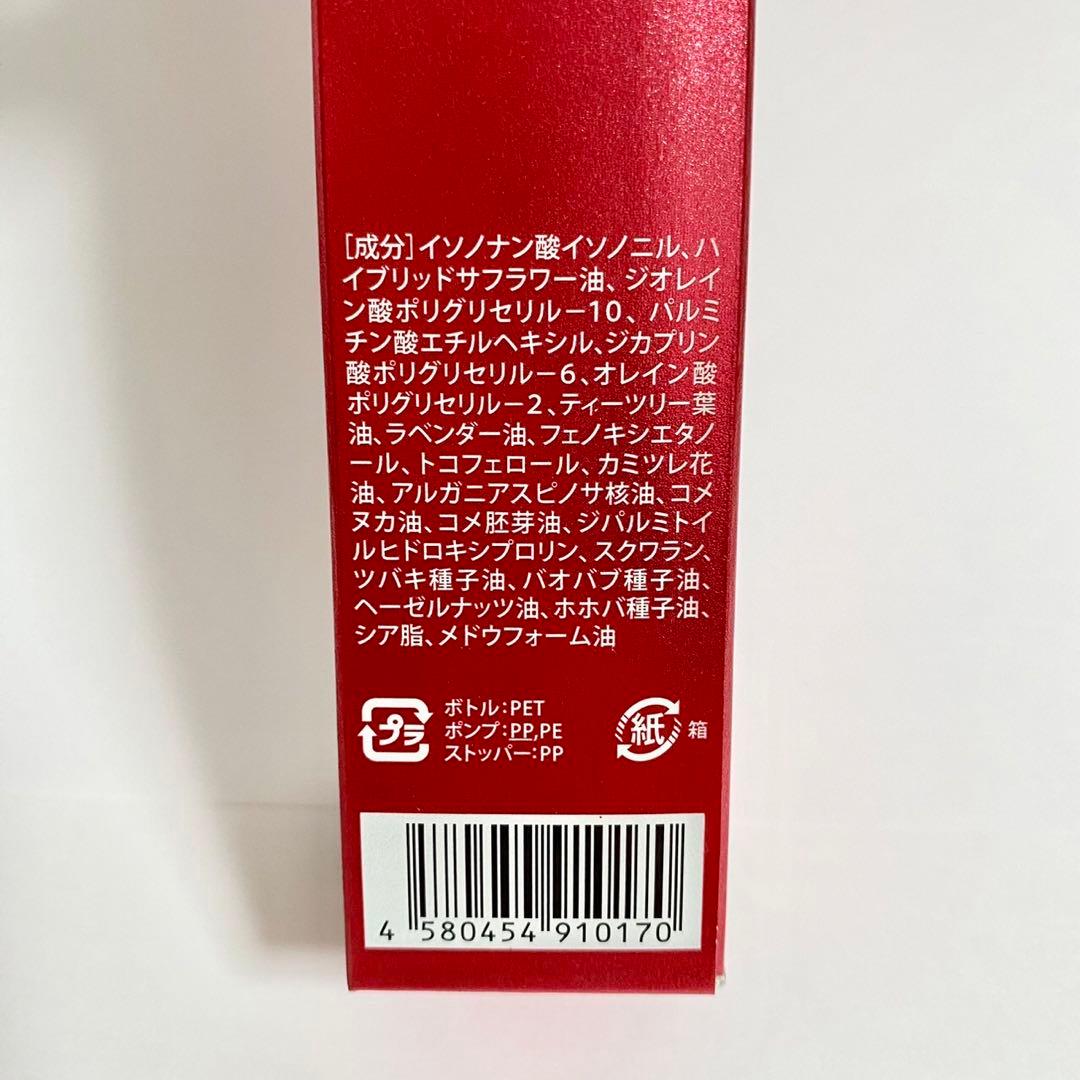 [成分]イソノナン酸イソノニル、ハ
イブリッドサフラワー油、ジオレイ
ン酸ポリグリセリル－10、パルミ
チン酸エチルヘキシル、ジカプリン
酸ポリグリセリル－6、オレイン酸
ポリグリセリル－2、ティーツリー葉
油、ラベンダー油、フェノキシエタノ
ール、トコフェロール、カミツレ花
油、アルガニアスピノサ核油、コメ
ヌカ油、コメ胚芽油、ジパルミトイ
ルヒドロキシプロリン、スクワラン、
ツバキ種子油、バオバブ種子油、
ヘーゼルナッツ油、ホホバ種子油、
シア脂、メドウフォーム油
プラ
ボトル：PET
ポンプ：PP,PE
ストッパー：PP
紙 箱
4 580454 910170